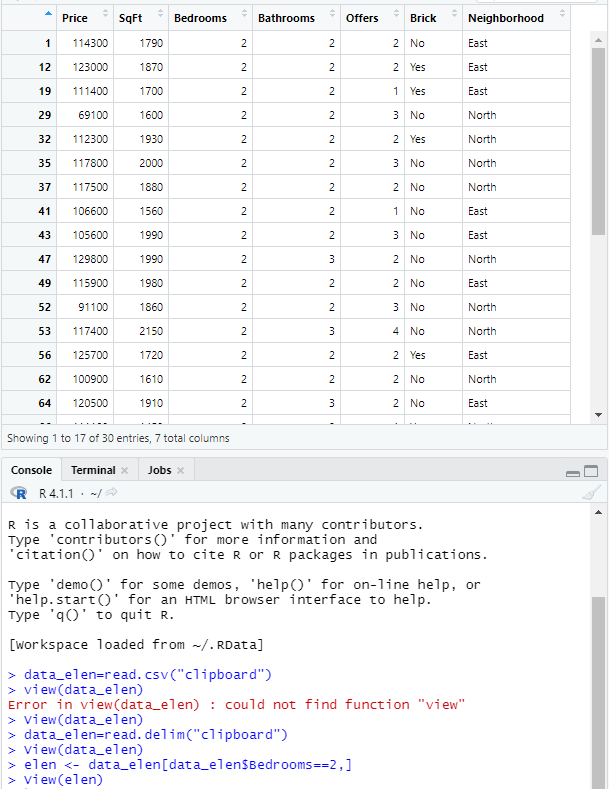 Price SqFt Bedrooms Bathrooms Offers Brick Neighborhood
1 114300 1790 2 2 2 No East
12 123000 1870 2 2 2 Yes East
19 111400 1700 2 2 1 Yes East
29 69100 1600 2 2 3 No North
32 112300 1930 2 2 2 Yes North
35 117800 2000 2 2 3 No North
37 117500 1880 2 2 2 No North
41 106600 1560 2 2 1 No East
43 105600 1990 2 2 3 No East
47 129800 1990 2 3 2 No North
49 115900 1980 2 2 2 No East
52 91100 1860 2 2 3 No North
53 117400 2150 2 3 4 No North
56 125700 1720 2 2 2 Yes East
62 100900 1610 2 2 2 No North
64 120500 1910 2 3 2 No East
Showing 1 to 17 of 30 entries, 7 total columns
Console Terminal Jobs
R 4.1.1 · ~/
R is a collaborative project with many contributors.
Type 'contributors()' for more information and
'citation()' on how to cite R or R packages in publications.
Type 'demo()' for some demos, 'help()' for on-line help, or
'help.start()' for an HTML browser interface to help.
Type 'q()' to quit R.
[Workspace loaded from ~/.RData]
> data_elen=read.csv("clipboard")
> view(data_elen)
Error in view(data_elen) : could not find function "view"
> View(data_elen)
> data_elen=read.delim("clipboard")
> View(data_elen)
> elen <- data_elen[data_elen$Bedrooms==2,]
> View(elen)